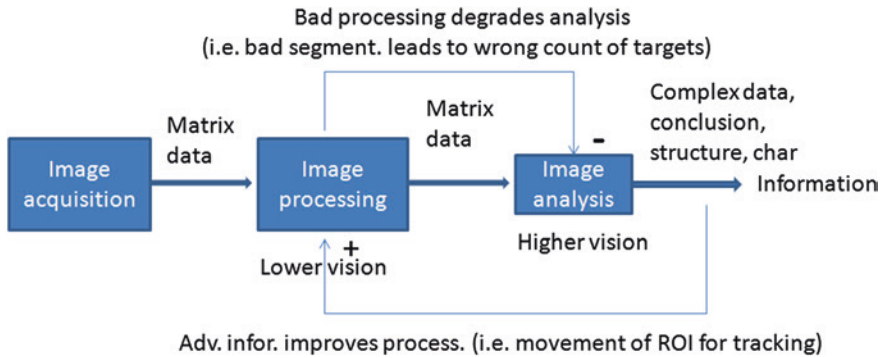 Bad processing degrades analysis
(i.e. bad segment. leads to wrong count of targets)
Matrix
data
Matrix
data
Complex data,
conclusion,
structure, char
-
Image
acquisition
Image
processing
Image
analysis
Information
+
Lower vision
Higher vision
Adv. infor. improves process. (i.e. movement of ROI for tracking)